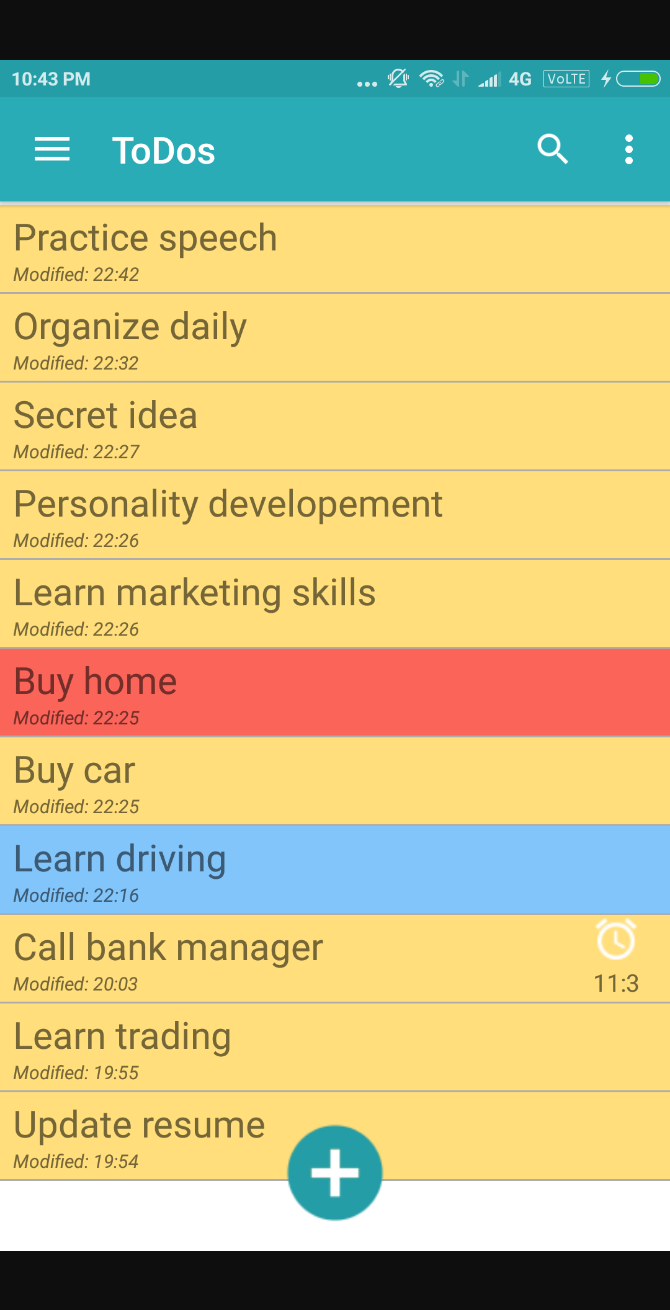 10:43 PM ... 4G VoLTE
ToDos
Practice speech
Modified: 22:42
Organize daily
Modified: 22:32
Secret idea
Modified: 22:27
Personality developement
Modified: 22:26
Learn marketing skills
Modified: 22:26
Buy home
Modified: 22:25
Buy car
Modified: 22:25
Learn driving
Modified: 22:16
Call bank manager
Modified: 20:03 11:3
Learn trading
Modified: 19:55
Update resume
Modified: 19:54